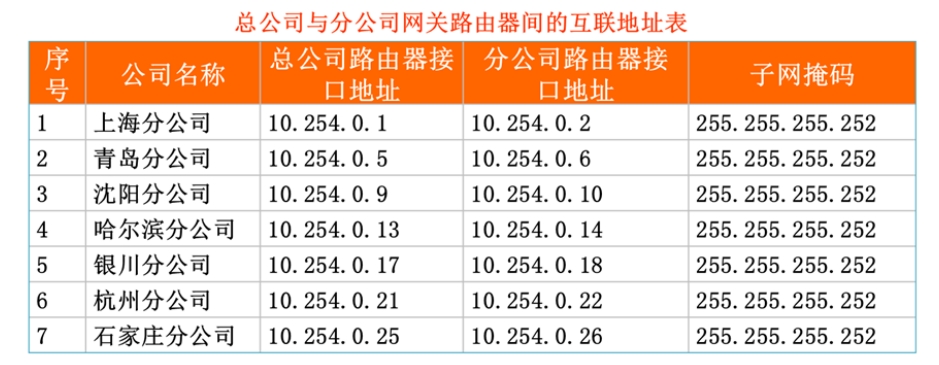 总公司与分公司网关路由器间的互联地址表
序号 公司名称 总公司路由器接口地址 分公司路由器接口地址 子网掩码
1 上海分公司 10.254.0.1 10.254.0.2 255.255.255.252
2 青岛分公司 10.254.0.5 10.254.0.6 255.255.255.252
3 沈阳分公司 10.254.0.9 10.254.0.10 255.255.255.252
4 哈尔滨分公司 10.254.0.13 10.254.0.14 255.255.255.252
5 银川分公司 10.254.0.17 10.254.0.18 255.255.255.252
6 杭州分公司 10.254.0.21 10.254.0.22 255.255.255.252
7 石家庄分公司 10.254.0.25 10.254.0.26 255.255.255.252